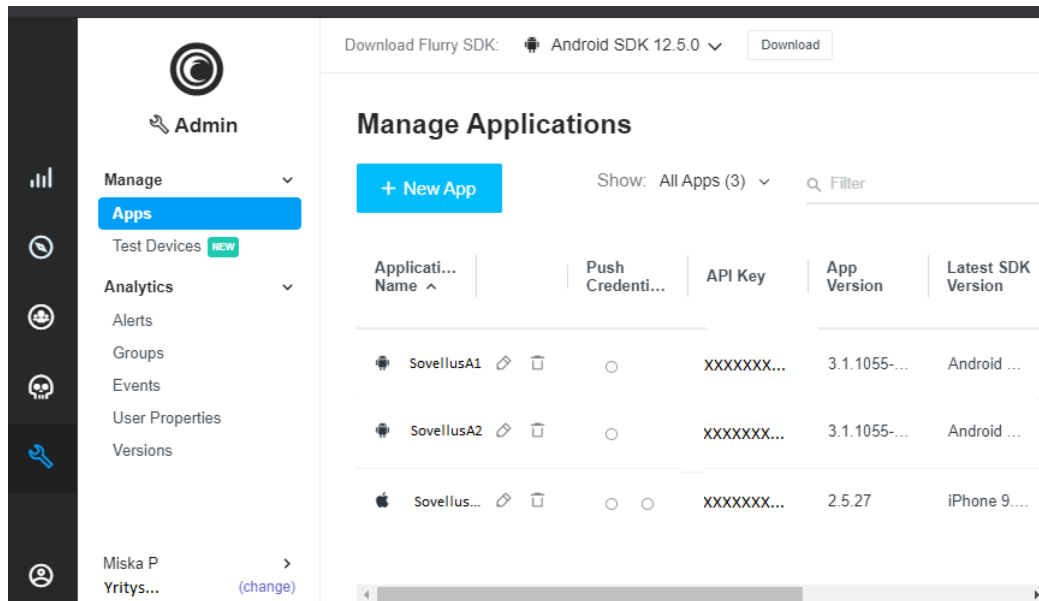 Download Flurry SDK: Android SDK 12.5.0 Download
Admin
Manage
Apps
Test Devices NEW
Analytics
Alerts
Groups
Events
User Properties
Versions
Miska P
Yritys... (change)
Manage Applications
+ New App Show: All Apps (3) Filter
Applicati... Name Push Credenti... API Key App Version Latest SDK Version
SovellusA1 XXXXXXX... 3.1.1055-... Android ...
SovellusA2 XXXXXXX... 3.1.1055-... Android ...
Sovellus... XXXXXXX... 2.5.27 iPhone 9....